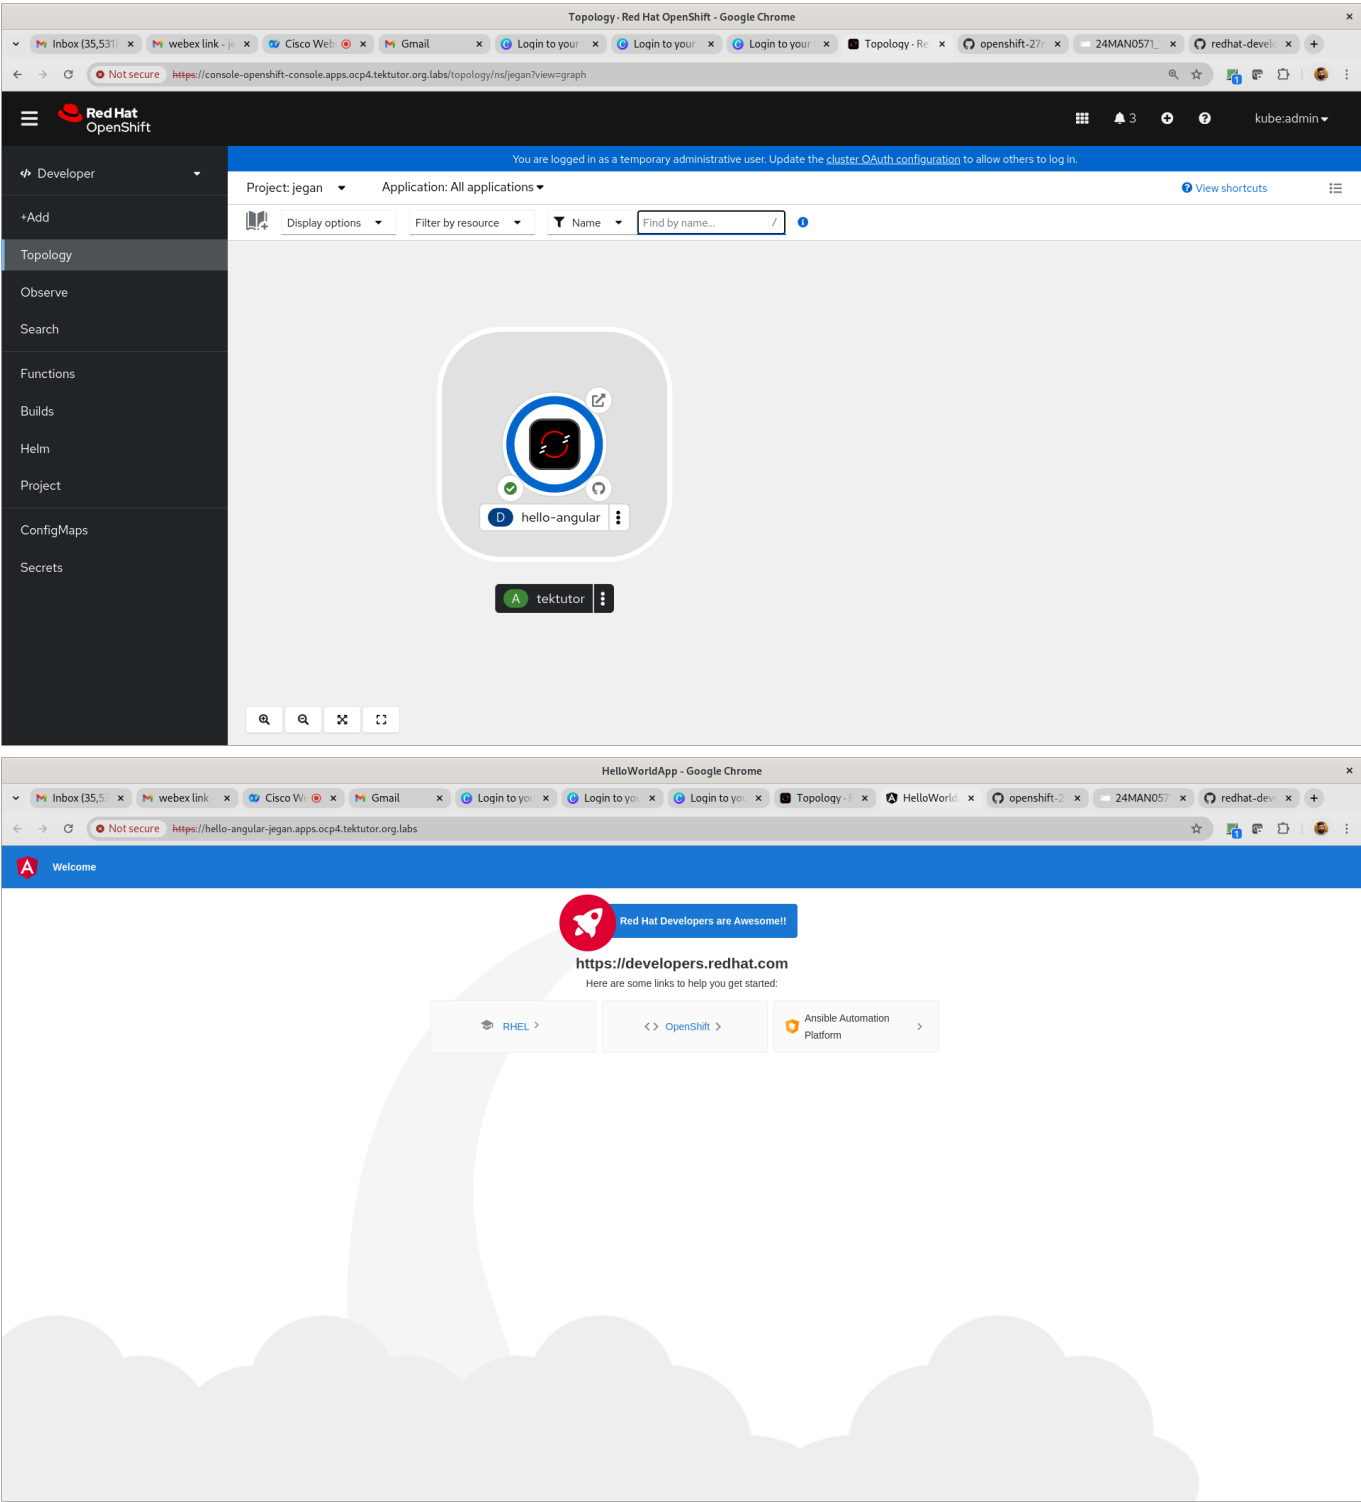 Topology · Red Hat OpenShift - Google Chrome
Inbox (35,531) webex link - je Cisco Web Gmail Login to your Login to your Login to your Topology · Re openshift-27n 24MAN0571_ redhat-develo
Not secure https://console-openshift-console.apps.ocp4.tektutor.org.labs/topology/ns/jegan?view=graph
Red Hat
OpenShift
3
kube:admin
You are logged in as a temporary administrative user. Update the cluster OAuth configuration to allow others to log in.
Developer
Project: jegan Application: All applications View shortcuts
+Add
Display options Filter by resource Name Find by name... /
Topology
Observe
Search
Functions
Builds
Helm
Project
ConfigMaps
Secrets
D hello-angular
A tektutor
HelloWorldApp - Google Chrome
Inbox (35,5 webex link - Cisco We Gmail Login to you Login to you Login to you Topology · HelloWorld openshift-2 24MAN057 redhat-dev
Not secure https://hello-angular-jegan.apps.ocp4.tektutor.org.labs
Welcome
Red Hat Developers are Awesome!!
https://developers.redhat.com
Here are some links to help you get started:
RHEL
OpenShift
Ansible Automation
Platform